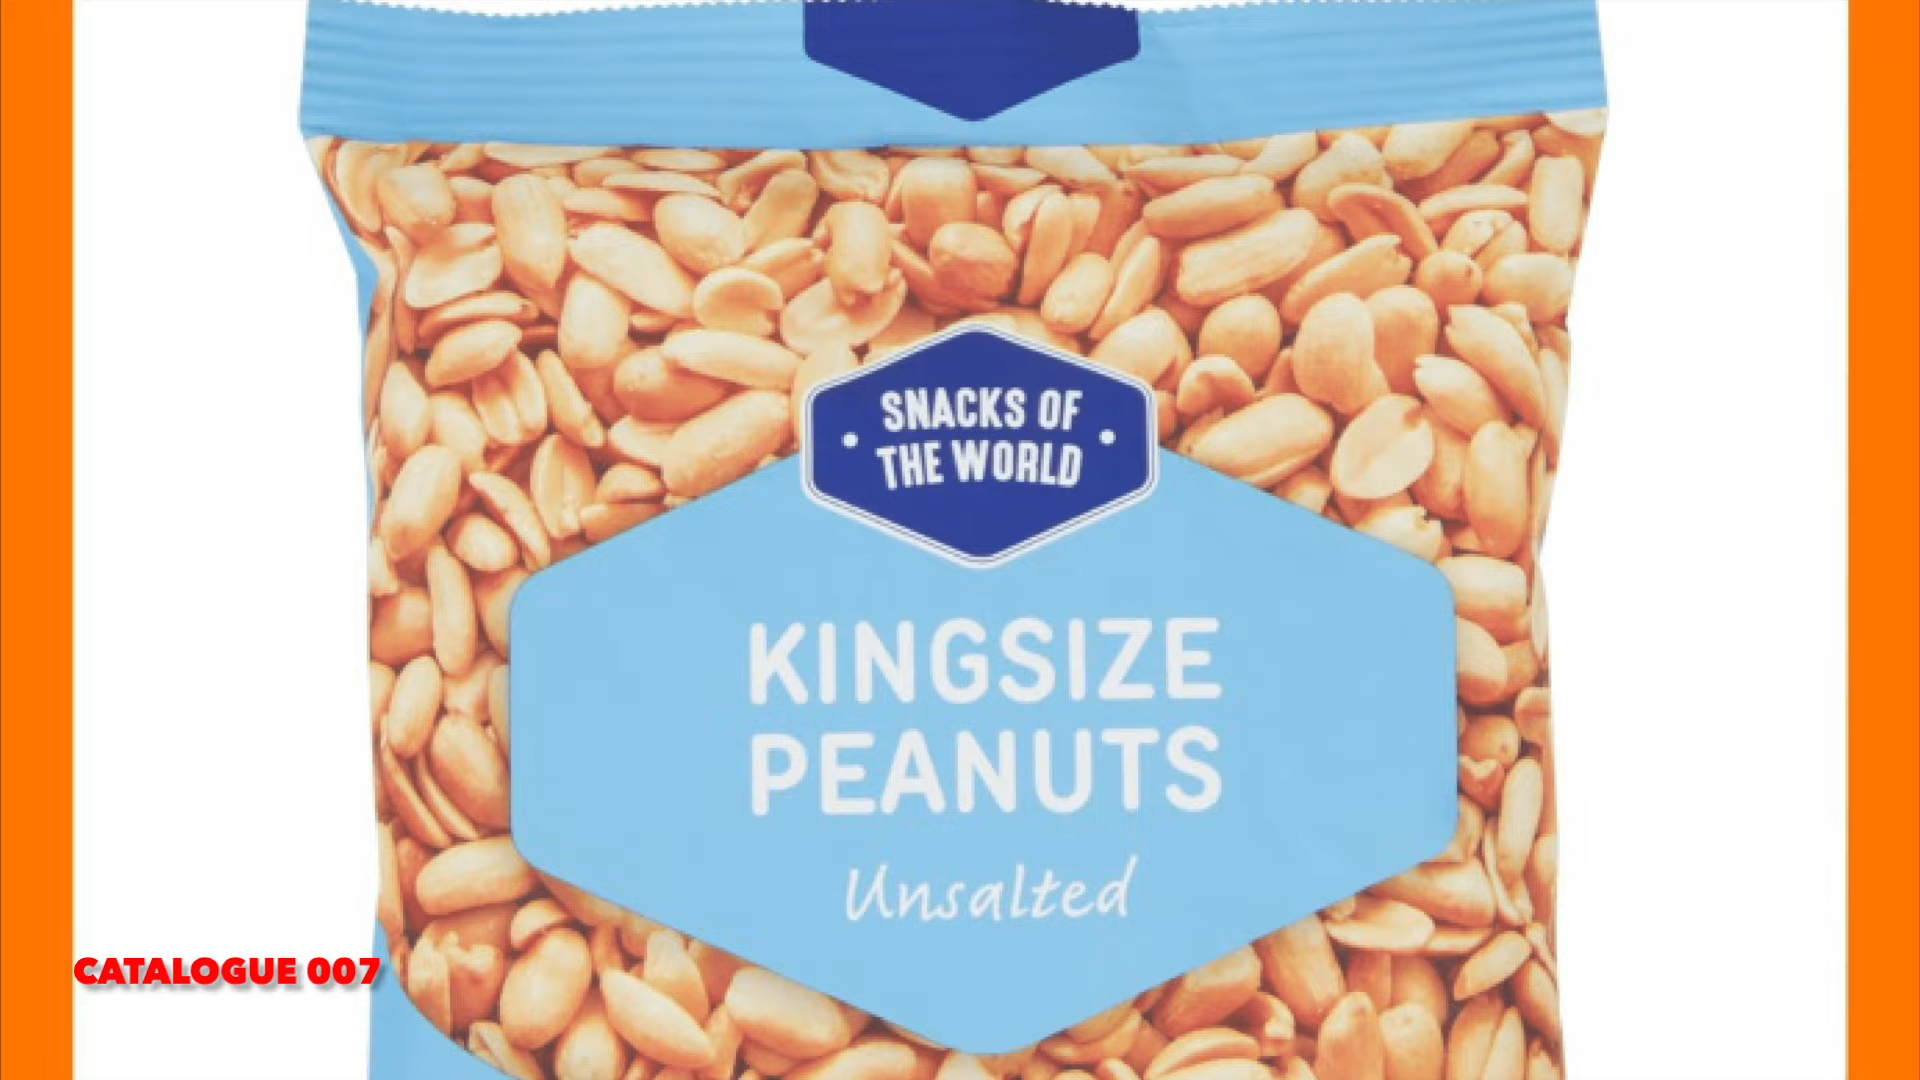 SNACKS OF
THE WORLD
KINGSIZE
PEANUTS
Unsalted
CATALOGUE 007